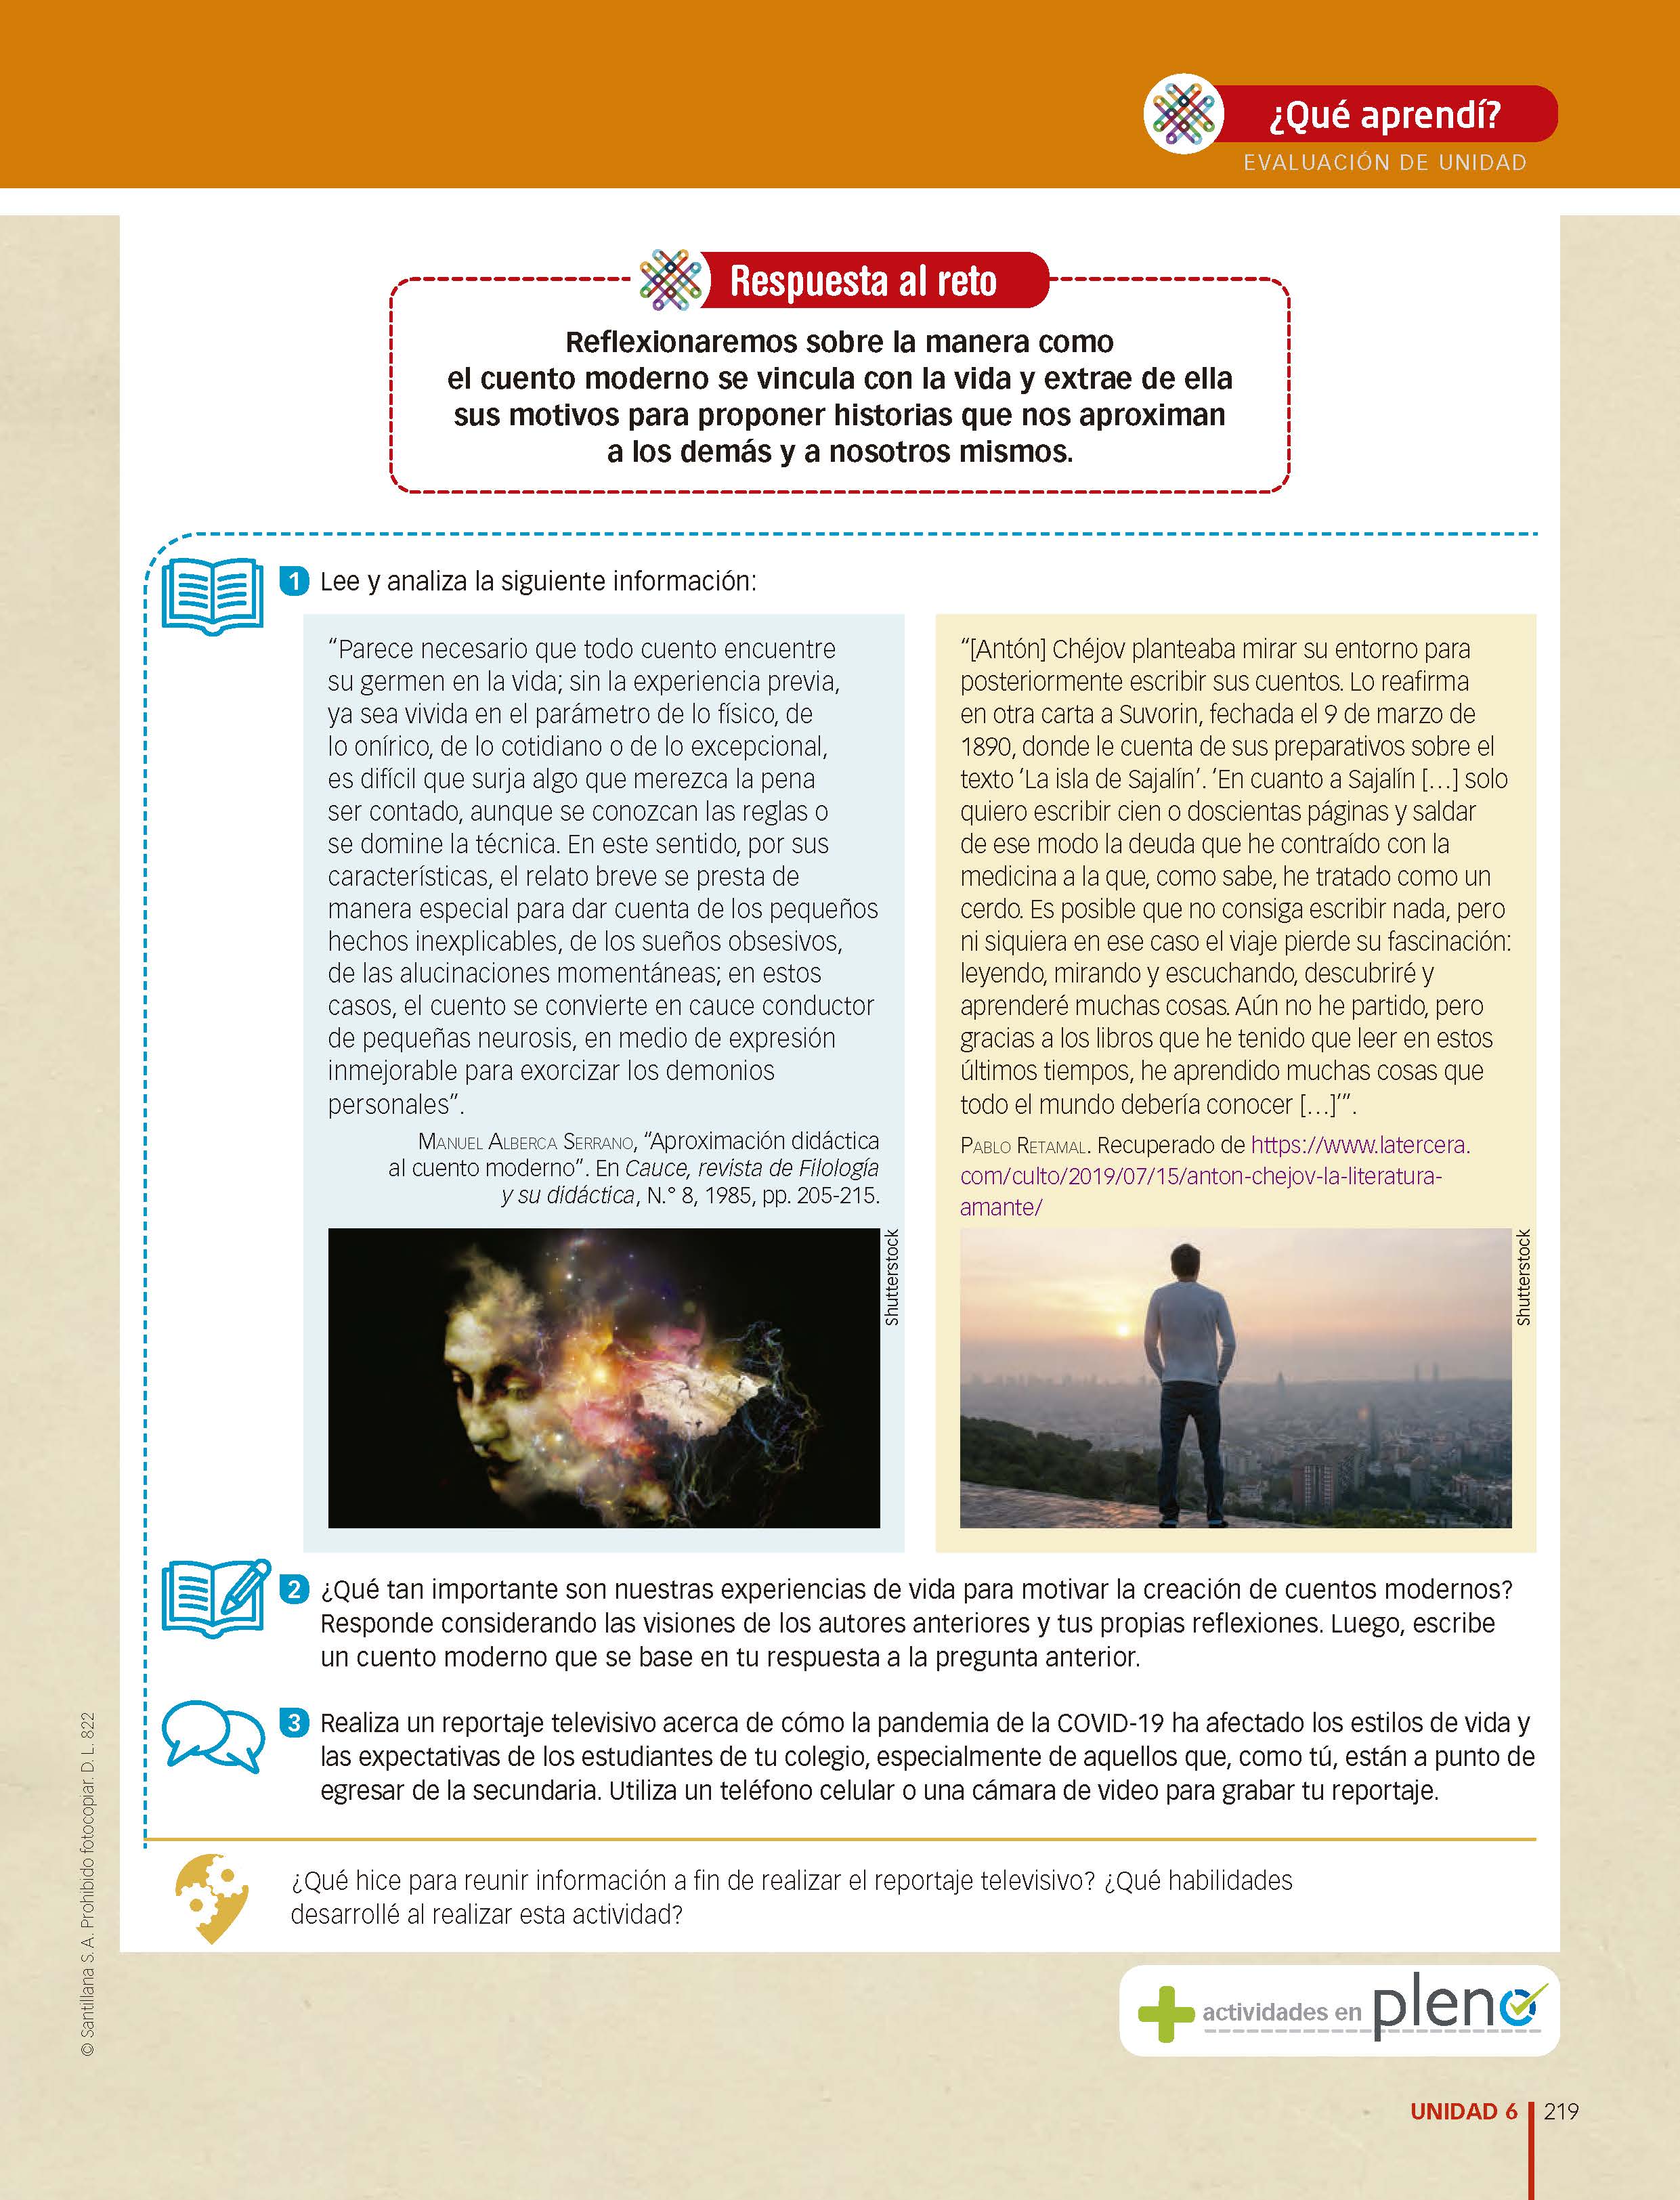 ¿Qué aprendí?
EVALUACIÓN DE UNIDAD
Respuesta al reto
Reflexionaremos sobre la manera como
el cuento moderno se vincula con la vida y extrae de ella
sus motivos para proponer historias que nos aproximan
a los demás y a nosotros mismos.
1 Lee y analiza la siguiente información:
“Parece necesario que todo cuento encuentre
su germen en la vida; sin la experiencia previa,
ya sea vivida en el parámetro de lo físico, de
lo onírico, de lo cotidiano o de lo excepcional,
es difícil que surja algo que merezca la pena
ser contado, aunque se conozcan las reglas o
se domine la técnica. En este sentido, por sus
características, el relato breve se presta de
manera especial para dar cuenta de los pequeños
hechos inexplicables, de los sueños obsesivos,
de las alucinaciones momentáneas; en estos
casos, el cuento se convierte en cauce conductor
de pequeñas neurosis, en medio de expresión
inmejorable para exorcizar los demonios
personales”.
Manuel Alberca Serrano, “Aproximación didáctica
al cuento moderno”. En Cauce, revista de Filología
y su didáctica, N.° 8, 1985, pp. 205-215.
Shutterstock
“[Antón] Chéjov planteaba mirar su entorno para
posteriormente escribir sus cuentos. Lo reafirma
en otra carta a Suvorin, fechada el 9 de marzo de
1890, donde le cuenta de sus preparativos sobre el
texto ‘La isla de Sajalín’. ‘En cuanto a Sajalín […] solo
quiero escribir cien o doscientas páginas y saldar
de ese modo la deuda que he contraído con la
medicina a la que, como sabe, he tratado como un
cerdo. Es posible que no consiga escribir nada, pero
ni siquiera en ese caso el viaje pierde su fascinación:
leyendo, mirando y escuchando, descubriré y
aprenderé muchas cosas. Aún no he partido, pero
gracias a los libros que he tenido que leer en estos
últimos tiempos, he aprendido muchas cosas que
todo el mundo debería conocer […]’”.
Pablo Retamal. Recuperado de https://www.latercera.
com/culto/2019/07/15/anton-chejov-la-literatura-
amante/
Shutterstock
2 ¿Qué tan importante son nuestras experiencias de vida para motivar la creación de cuentos modernos?
Responde considerando las visiones de los autores anteriores y tus propias reflexiones. Luego, escribe
un cuento moderno que se base en tu respuesta a la pregunta anterior.
3 Realiza un reportaje televisivo acerca de cómo la pandemia de la COVID-19 ha afectado los estilos de vida y
las expectativas de los estudiantes de tu colegio, especialmente de aquellos que, como tú, están a punto de
egresar de la secundaria. Utiliza un teléfono celular o una cámara de video para grabar tu reportaje.
¿Qué hice para reunir información a fin de realizar el reportaje televisivo? ¿Qué habilidades
desarrollé al realizar esta actividad?
© Santillana S. A. Prohibido fotocopiar. D. L. 822
actividades en pleno
UNIDAD 6 219